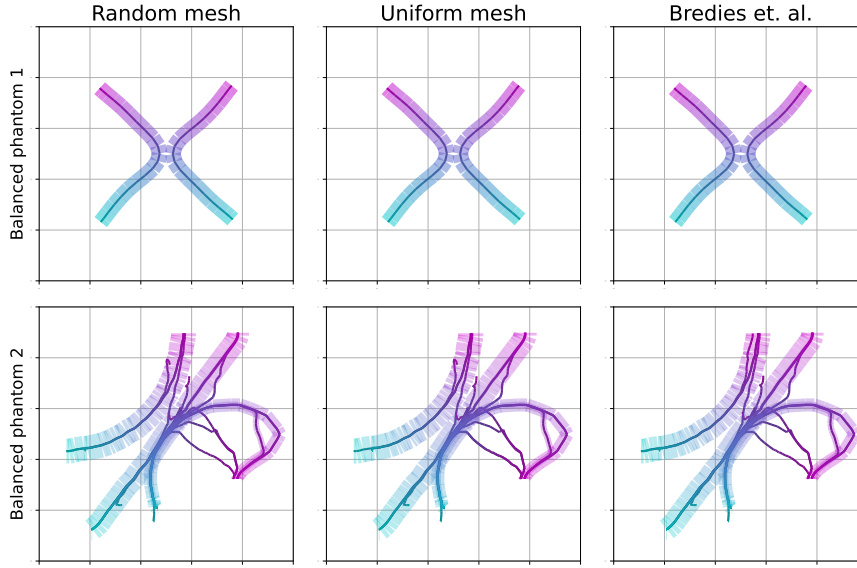 Random mesh
Uniform mesh
Bredies et. al.
Balanced phantom 1
Balanced phantom 2